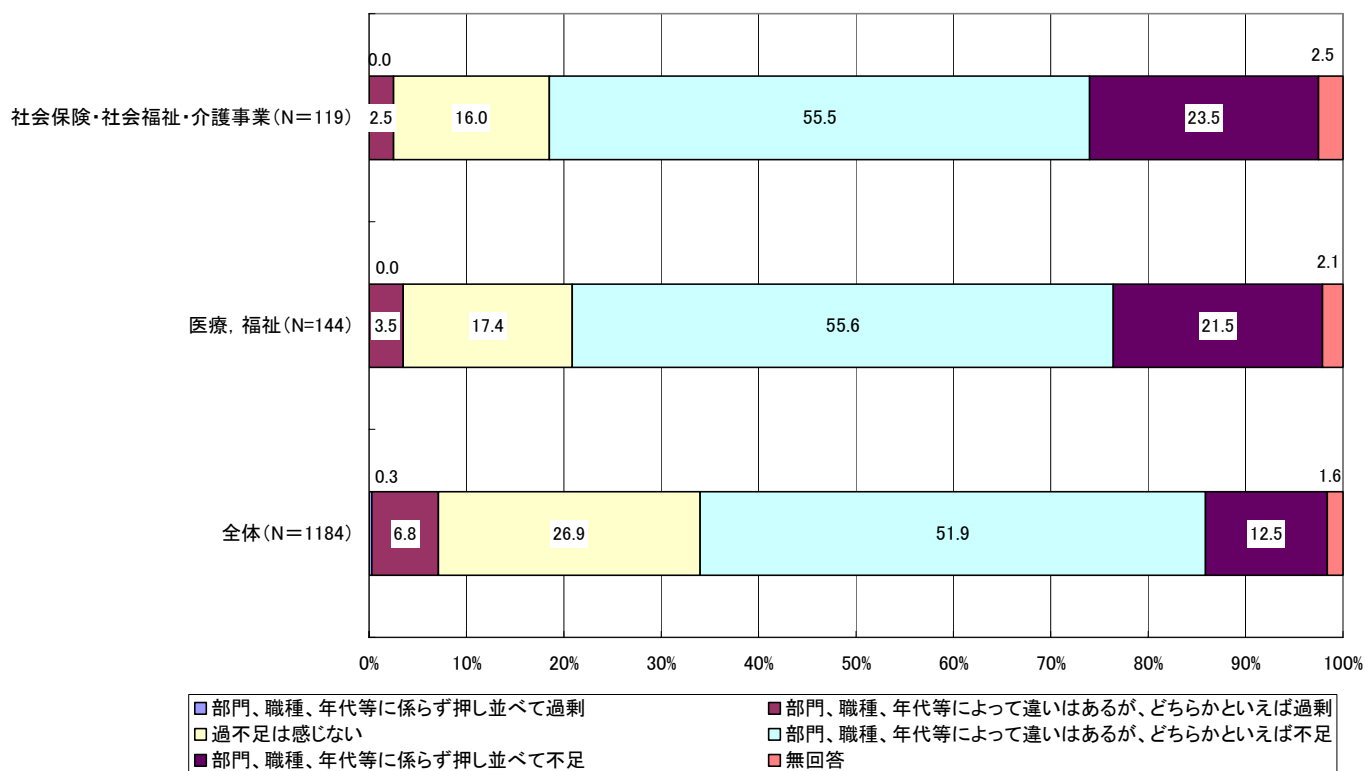 0.0
2.5
社会保険・社会福祉・介護事業(N=119)
2.5
16.0
55.5
23.5
0.0
2.1
医療, 福祉(N=144)
3.5
17.4
55.6
21.5
0.3
1.6
全体(N=1184)
6.8
26.9
51.9
12.5
0% 10% 20% 30% 40% 50% 60% 70% 80% 90% 100%
部門、職種、年代等に係らず押し並べて過剰
部門、職種、年代等によって違いはあるが、どちらかといえば過剰
過不足は感じない
部門、職種、年代等によって違いはあるが、どちらかといえば不足
部門、職種、年代等に係らず押し並べて不足
無回答